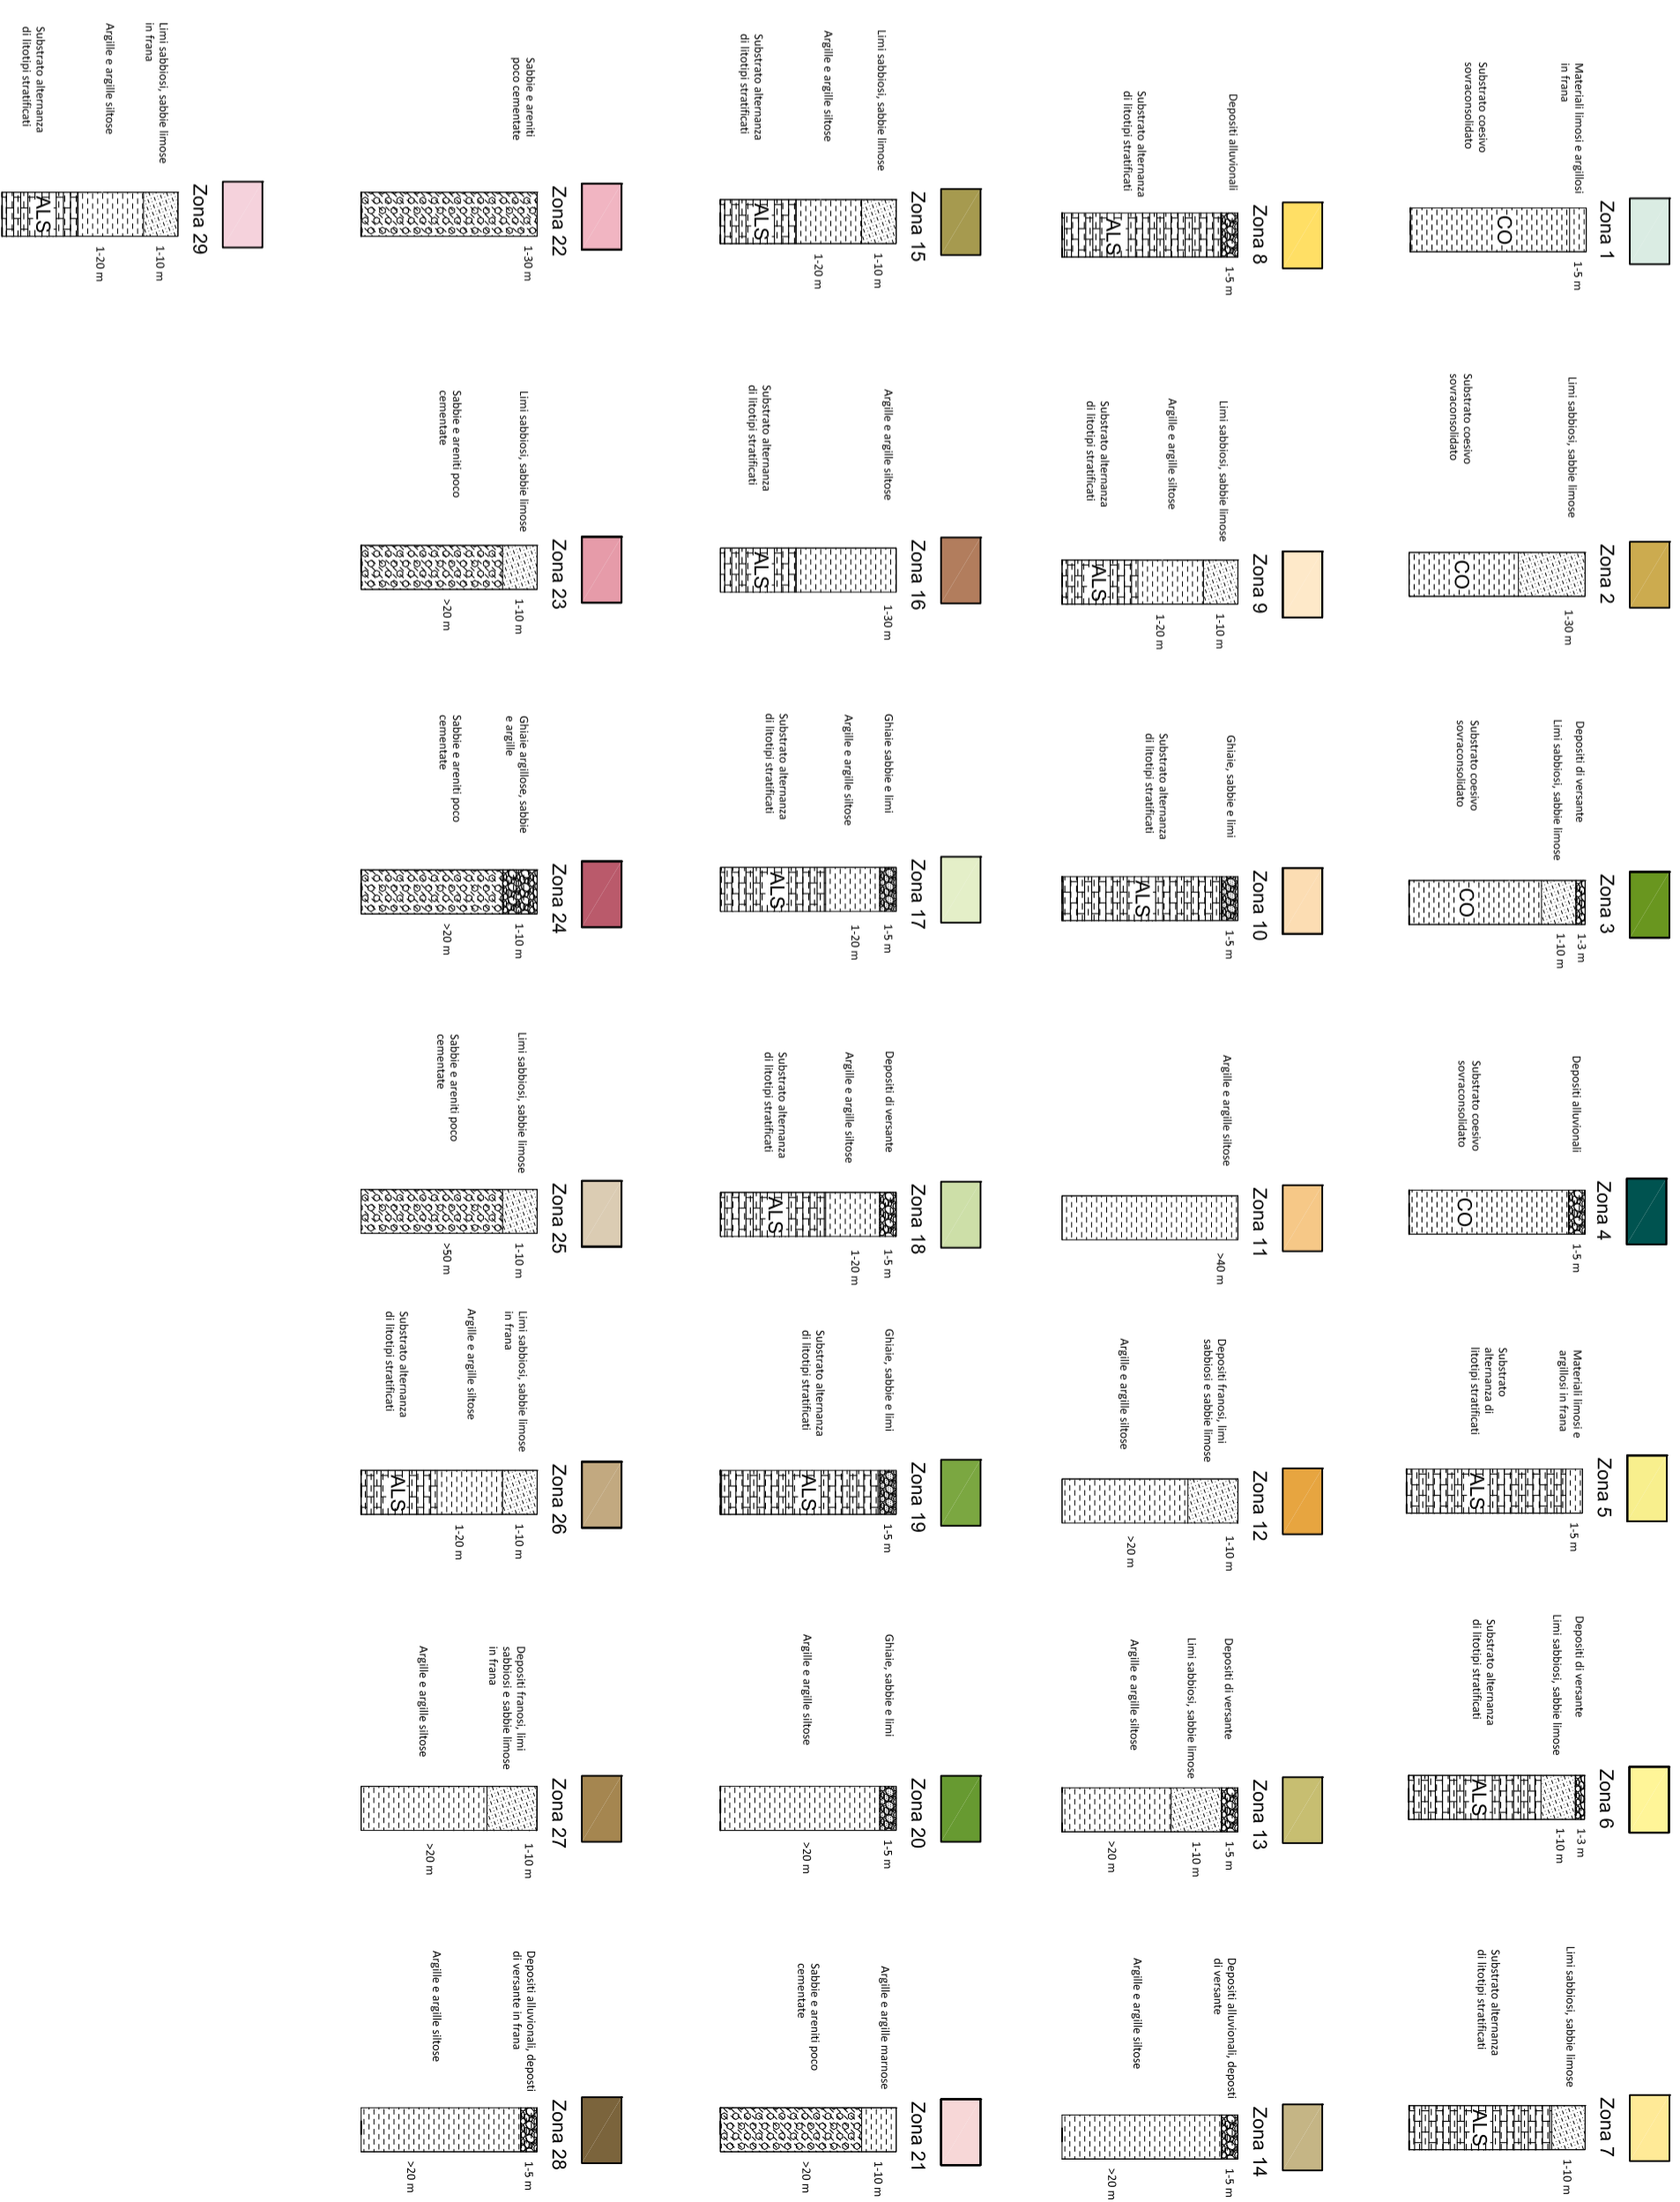 Zona 1
Materiali limosi e argillosi
in frana
1-5 m
Substrato coesivo
sovraconsolidato
CO
Zona 2
Limi sabbiosi, sabbie limose
1-30 m
Substrato coesivo
sovraconsolidato
CO
Zona 3
Depositi di versante
1-3 m
Limi sabbiosi, sabbie limose
1-10 m
Substrato coesivo
sovraconsolidato
CO
Zona 4
Depositi alluvionali
1-5 m
Substrato coesivo
sovraconsolidato
CO
Zona 5
Materiali limosi e
argillosi in frana
1-5 m
Substrato
alternanza di
litotipi stratificati
ALS
Zona 6
Depositi di versante
1-3 m
Limi sabbiosi, sabbie limose
1-10 m
Substrato alternanza
di litotipi stratificati
ALS
Zona 7
Limi sabbiosi, sabbie limose
1-10 m
Substrato alternanza
di litotipi stratificati
ALS
Zona 8
Depositi alluvionali
1-5 m
Substrato alternanza
di litotipi stratificati
ALS
Zona 9
Limi sabbiosi, sabbie limose
1-10 m
Argille e argille siltose
1-20 m
Substrato alternanza
di litotipi stratificati
ALS
Zona 10
Ghiaie, sabbie e limi
1-5 m
Substrato alternanza
di litotipi stratificati
ALS
Zona 11
Argille e argille siltose
>40 m
Zona 12
Depositi franosi, limi
sabbiosi e sabbie limose
1-10 m
Argille e argille siltose
>20 m
Zona 13
Depositi di versante
1-5 m
Limi sabbiosi, sabbie limose
1-10 m
Argille e argille siltose
>20 m
Zona 14
Depositi alluvionali, deposti
di versante
1-5 m
Argille e argille siltose
>20 m
Zona 15
Limi sabbiosi, sabbie limose
1-10 m
Argille e argille siltose
1-20 m
Substrato alternanza
di litotipi stratificati
ALS
Zona 16
Argille e argille siltose
1-30 m
Substrato alternanza
di litotipi stratificati
ALS
Zona 17
Ghiaie sabbie e limi
1-5 m
Argille e argille siltose
1-20 m
Substrato alternanza
di litotipi stratificati
ALS
Zona 18
Depositi di versante
1-5 m
Argille e argille siltose
1-20 m
Substrato alternanza
di litotipi stratificati
ALS
Zona 19
Ghiaie, sabbie e limi
1-5 m
Substrato alternanza
di litotipi stratificati
ALS
Zona 20
Ghiaie, sabbie e limi
1-5 m
Argille e argille siltose
>20 m
Zona 21
Argille e argille marnose
1-10 m
Sabbie e areniti poco
cementate
>20 m
Zona 22
Sabbie e areniti
poco cementate
1-30 m
Zona 23
Limi sabbiosi, sabbie limose
1-10 m
Sabbie e areniti poco
cementate
>20 m
Zona 24
Ghiaie argillose, sabbie
e argille
1-10 m
Sabbie e areniti poco
cementate
>20 m
Zona 25
Limi sabbiosi, sabbie limose
1-10 m
Sabbie e areniti poco
cementate
>50 m
Zona 26
Limi sabbiosi, sabbie limose
in frana
1-10 m
Argille e argille siltose
1-20 m
Substrato alternanza
di litotipi stratificati
ALS
Zona 27
Depositi franosi, limi
sabbiosi e sabbie limose
in frana
1-10 m
Argille e argille siltose
>20 m
Zona 28
Depositi alluvionali, deposti
di versante in frana
1-5 m
Argille e argille siltose
>20 m
Zona 29
Limi sabbiosi, sabbie limose
in frana
1-10 m
Argille e argille siltose
1-20 m
Substrato alternanza
di litotipi stratificati
ALS